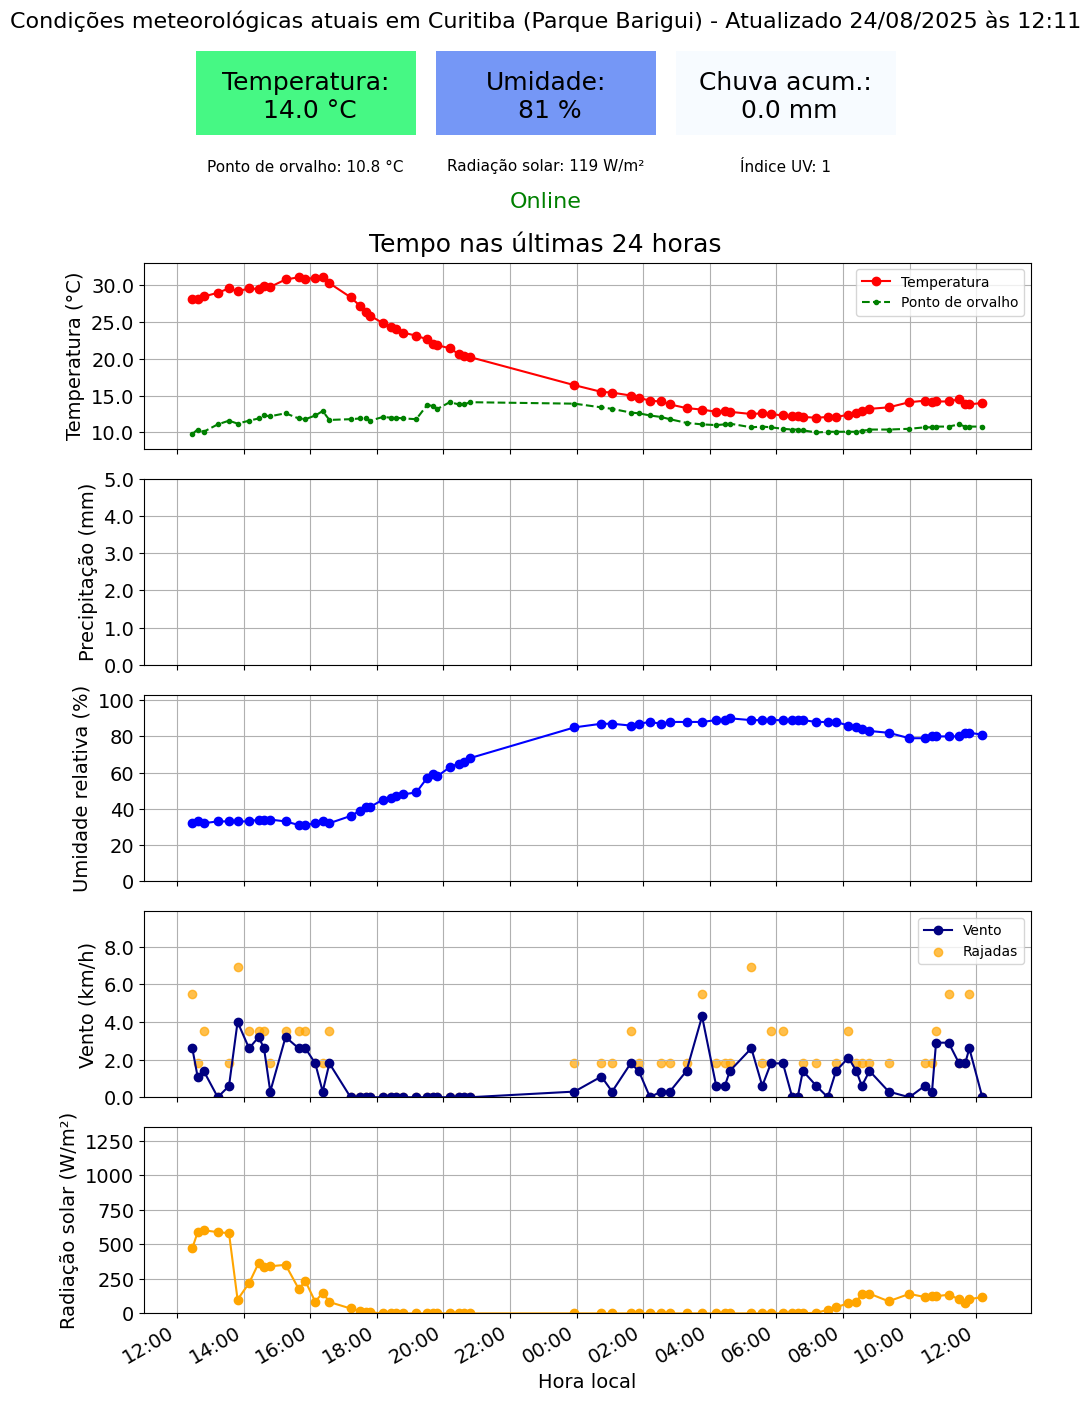 Condições meteorológicas atuais em Curitiba (Parque Barigui) - Atualizado 24/08/2025 às 12:11
Temperatura:
14.0 °C
Umidade:
81 %
Chuva acum.:
0.0 mm
Ponto de orvalho: 10.8 °C
Radiação solar: 119 W/m²
Índice UV: 1
Online
Tempo nas últimas 24 horas
Temperatura (°C)
30.0
25.0
20.0
15.0
10.0
Temperatura
Ponto de orvalho
Precipitação (mm)
5.0
4.0
3.0
2.0
1.0
0.0
Umidade relativa (%)
100
80
60
40
20
0
Vento (km/h)
8.0
6.0
4.0
2.0
0.0
Vento
Rajadas
Radiação solar (W/m²)
1250
1000
750
500
250
0
12:00
14:00
16:00
18:00
20:00
22:00
00:00
02:00
04:00
06:00
08:00
10:00
12:00
Hora local